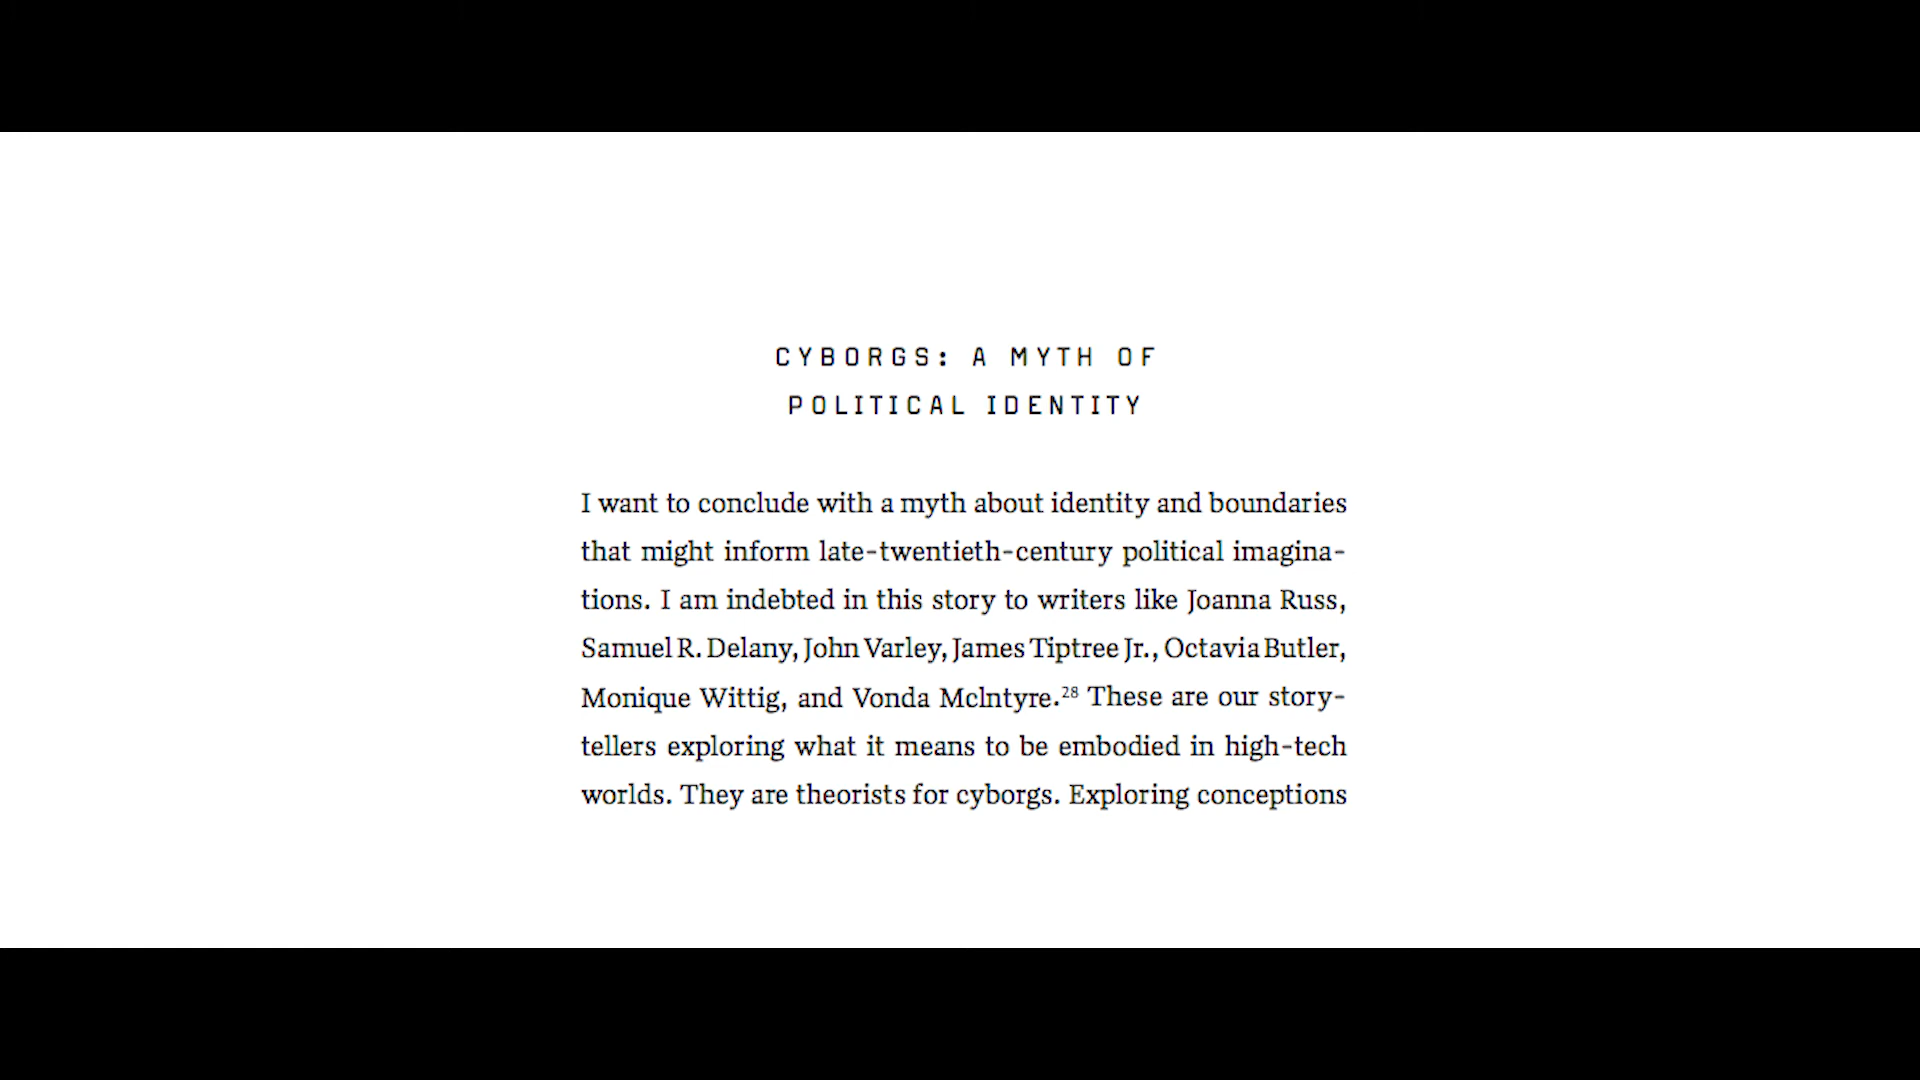 CYBORGS: A MYTH OF
POLITICAL IDENTITY
I want to conclude with a myth about identity and boundaries
that might inform late-twentieth-century political imagina-
tions. I am indebted in this story to writers like Joanna Russ,
Samuel R. Delany, John Varley, James Tiptree Jr., Octavia Butler,
Monique Wittig, and Vonda McIntyre.²⁸ These are our story-
tellers exploring what it means to be embodied in high-tech
worlds. They are theorists for cyborgs. Exploring conceptions